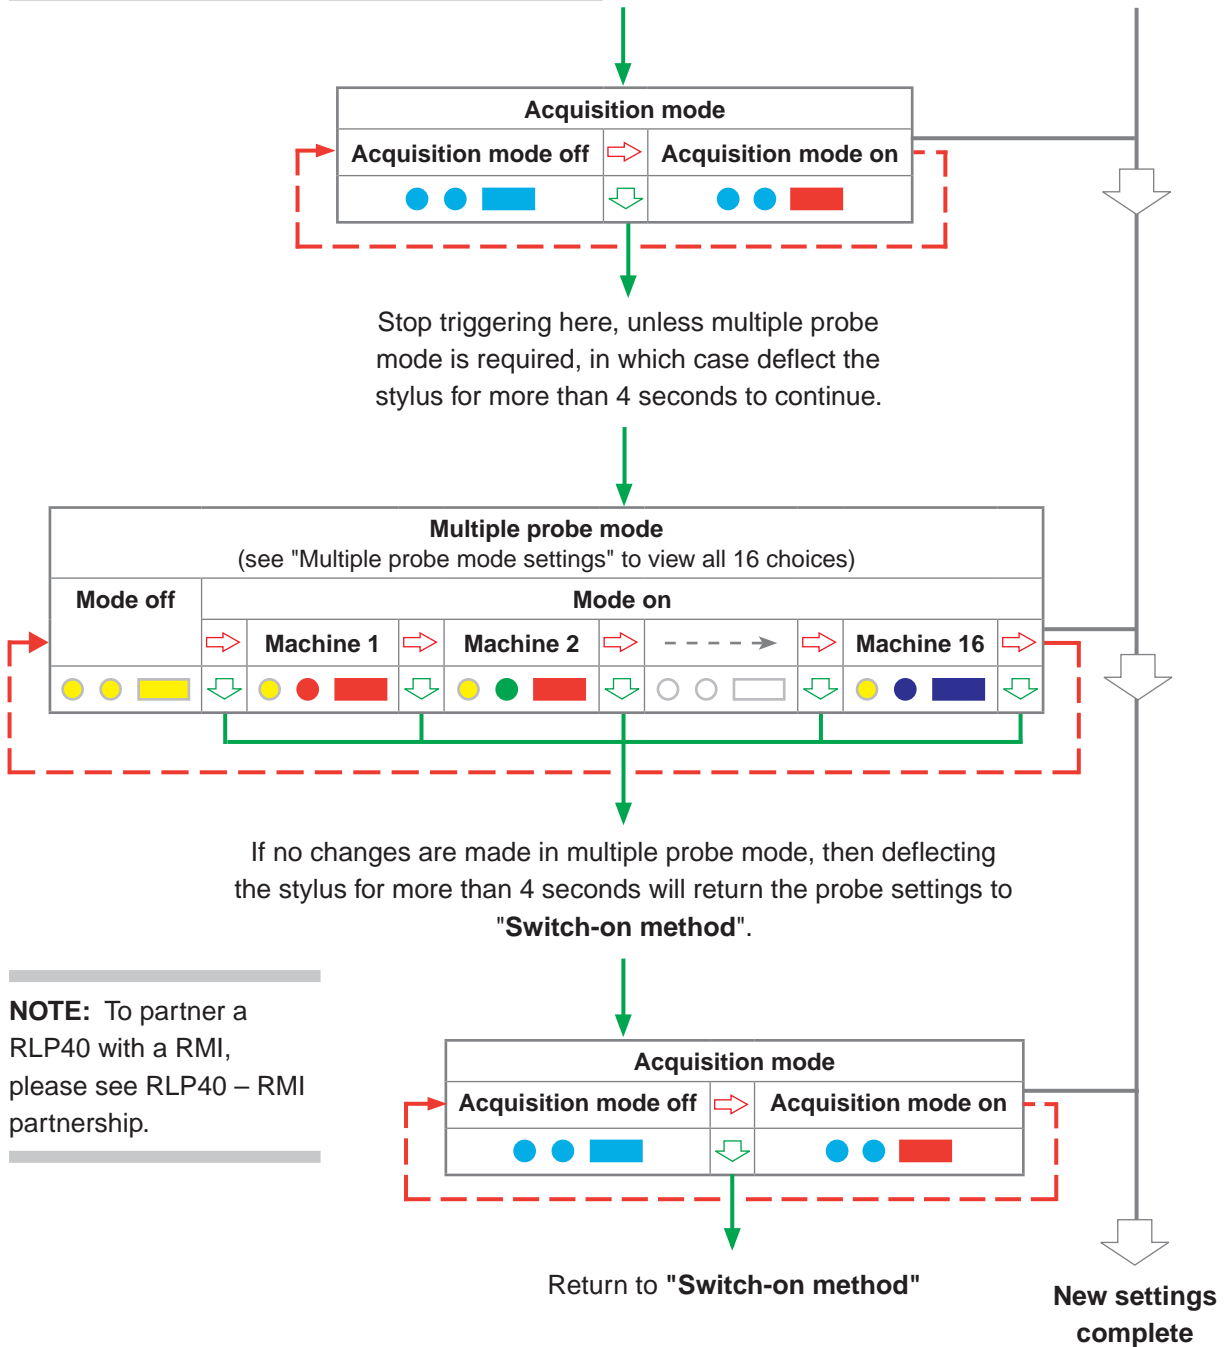 Acquisition mode
Acquisition mode off Acquisition mode on
Stop triggering here, unless multiple probe
mode is required, in which case deflect the
stylus for more than 4 seconds to continue.
Multiple probe mode
(see "Multiple probe mode settings" to view all 16 choices)
Mode off Mode on
Machine 1 Machine 2 Machine 16
If no changes are made in multiple probe mode, then deflecting
the stylus for more than 4 seconds will return the probe settings to
"Switch-on method".
NOTE: To partner a
RLP40 with a RMI,
please see RLP40 – RMI
partnership.
Acquisition mode
Acquisition mode off Acquisition mode on
Return to "Switch-on method"
New settings
complete